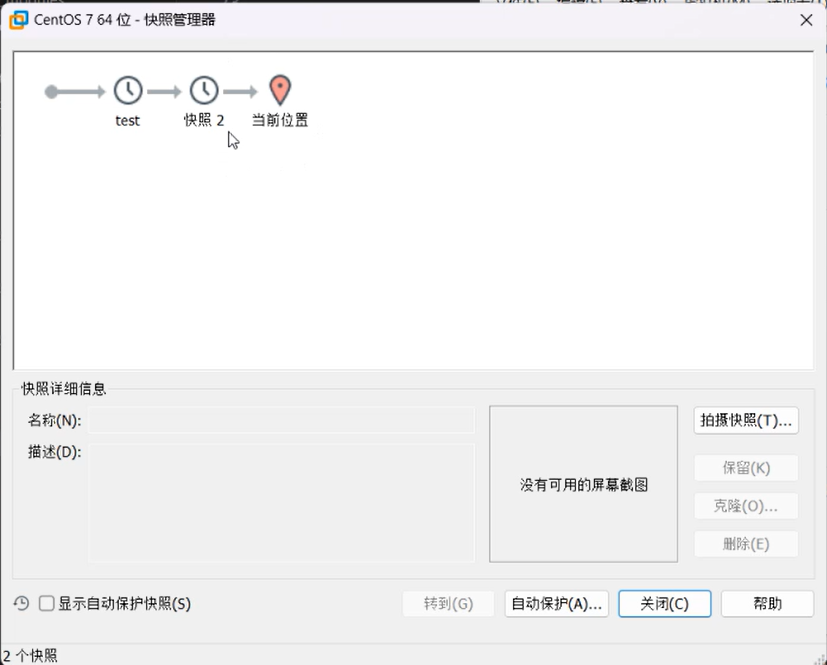 CentOS 7 64 位 - 快照管理器
test
快照 2
当前位置
快照详细信息
名称(N):
描述(D):
没有可用的屏幕截图
拍摄快照(T)...
保留(K)
克隆(O)...
删除(E)
显示自动保护快照(S)
转到(G)
自动保护(A)...
关闭(C)
帮助
2 个快照